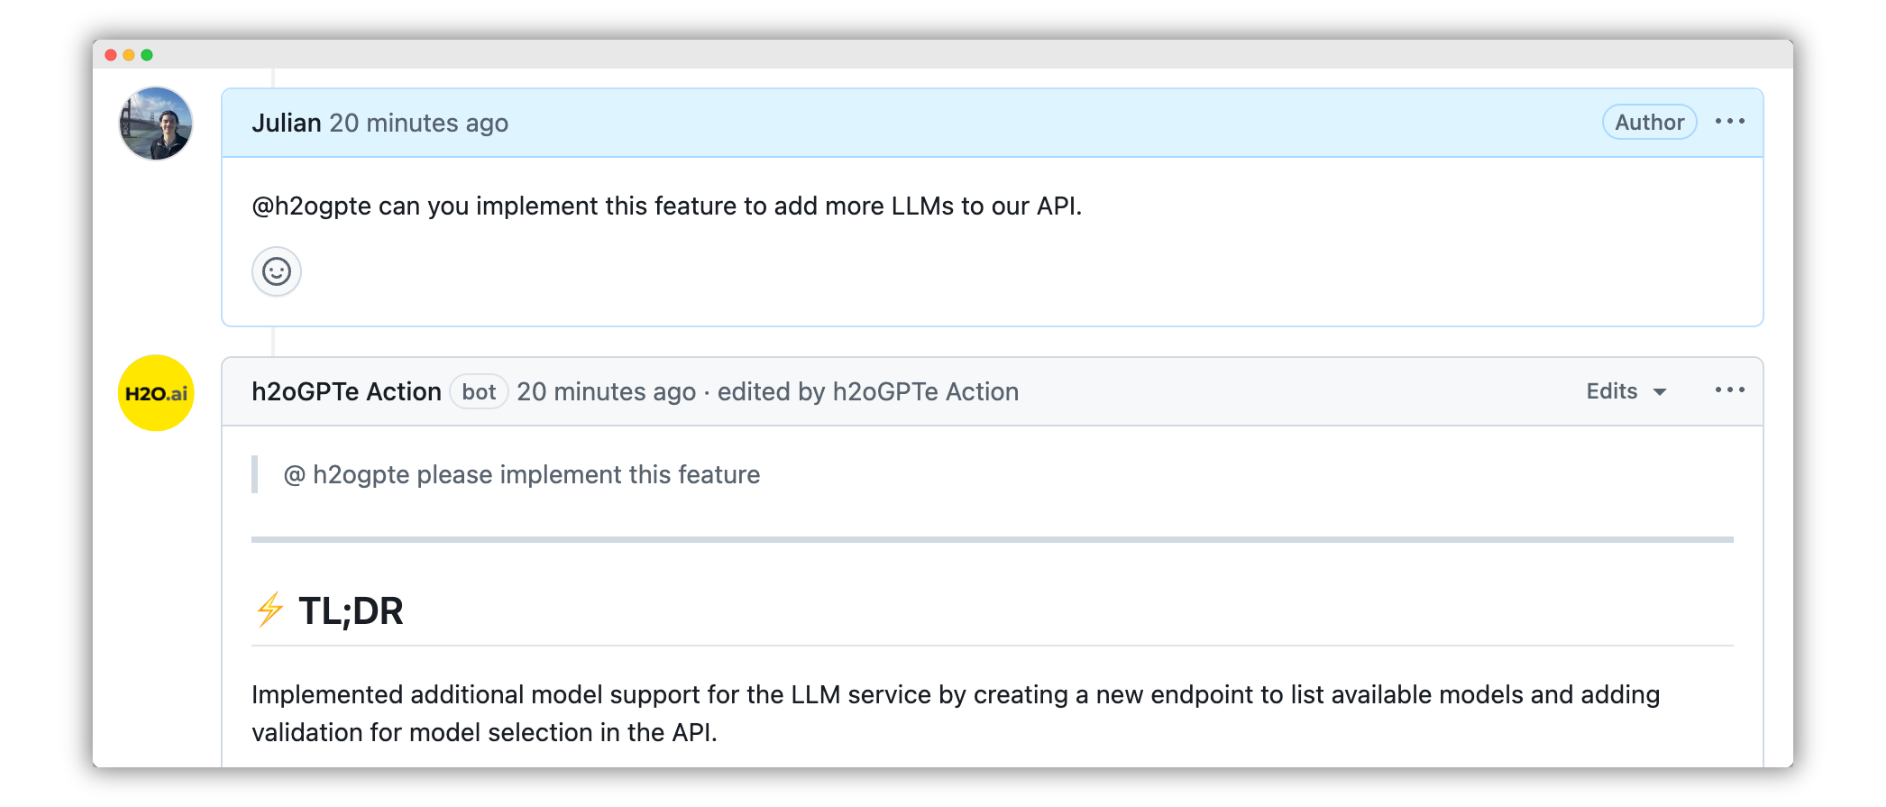 Julian 20 minutes ago
Author
@h2ogpte can you implement this feature to add more LLMs to our API.
H2O.ai
h2oGPTe Action bot 20 minutes ago · edited by h2oGPTe Action
Edits
@ h2ogpte please implement this feature
⚡ TL;DR
Implemented additional model support for the LLM service by creating a new endpoint to list available models and adding
validation for model selection in the API.